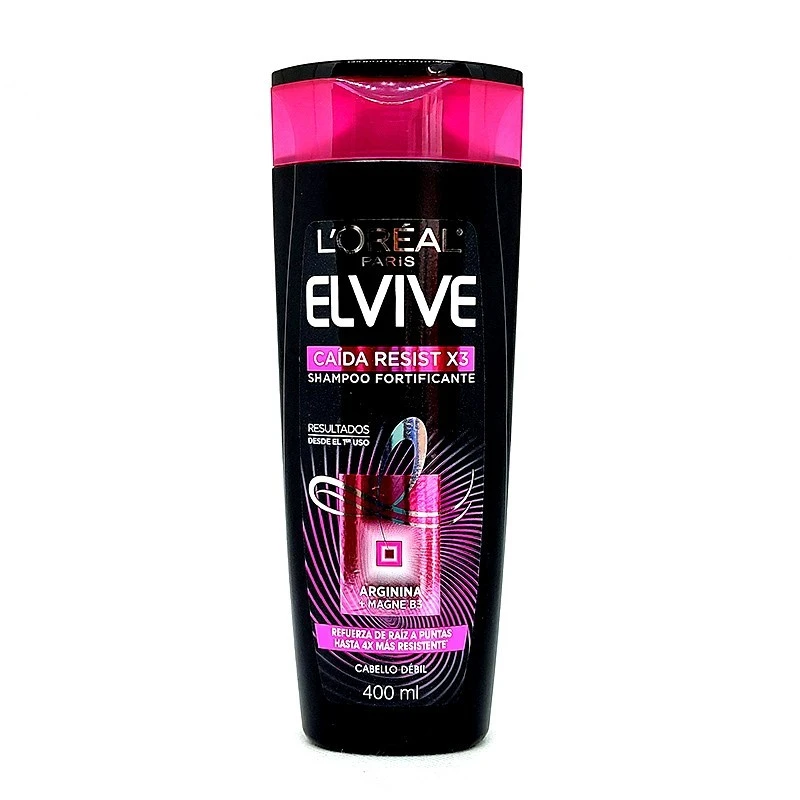 L'ORÉAL®
PARIS
ELVIVE
CAÍDA RESIST X3
SHAMPOO FORTIFICANTE
RESULTADOS
DESDE EL 1ER USO
ARGININA
+ MAGNE B3
REFUERZA DE RAÍZ A PUNTAS
HASTA 4X MÁS RESISTENTE*
CABELLO DÉBIL
400 ml